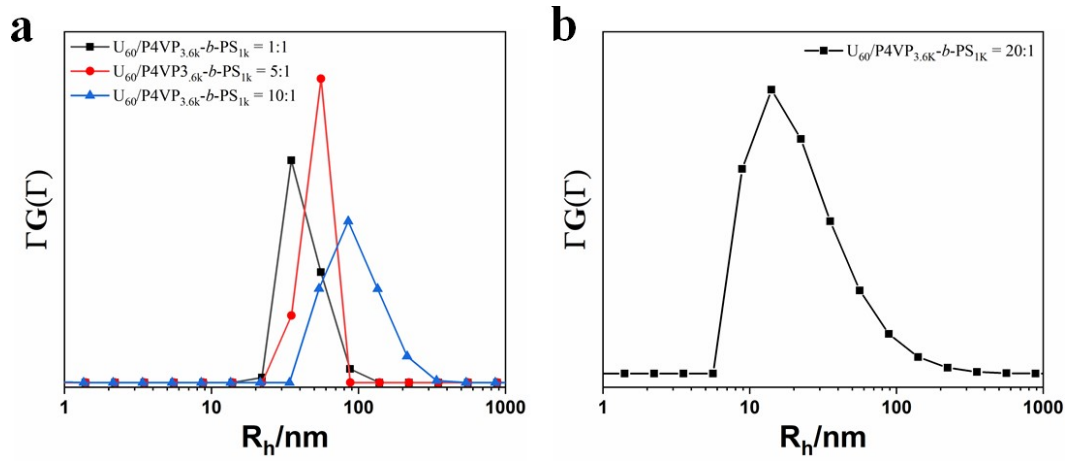 a
U₆₀/P4VP₃.₆ₖ-b-PS₁ₖ = 1:1
U₆₀/P4VP3.₆ₖ-b-PS₁ₖ = 5:1
U₆₀/P4VP₃.₆ₖ-b-PS₁ₖ = 10:1
ΓG(Γ)
1 10 100 1000
Rₕ/nm
b
U₆₀/P4VP₃.₆K-b-PS₁K = 20:1
ΓG(Γ)
1 10 100 1000
Rₕ/nm